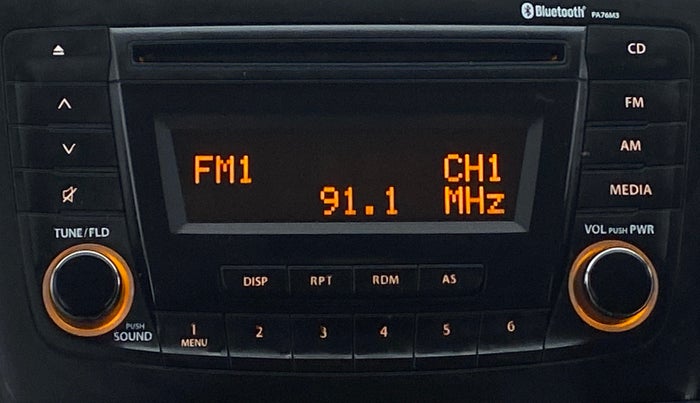 Bluetooth® PA76M3
CD
FM
AM
MEDIA
FM1 CH1
91.1 MHz
TUNE/FLD
VOL PUSH PWR
DISP RPT RDM AS
PUSH
SOUND
1 2 3 4 5 6
MENU